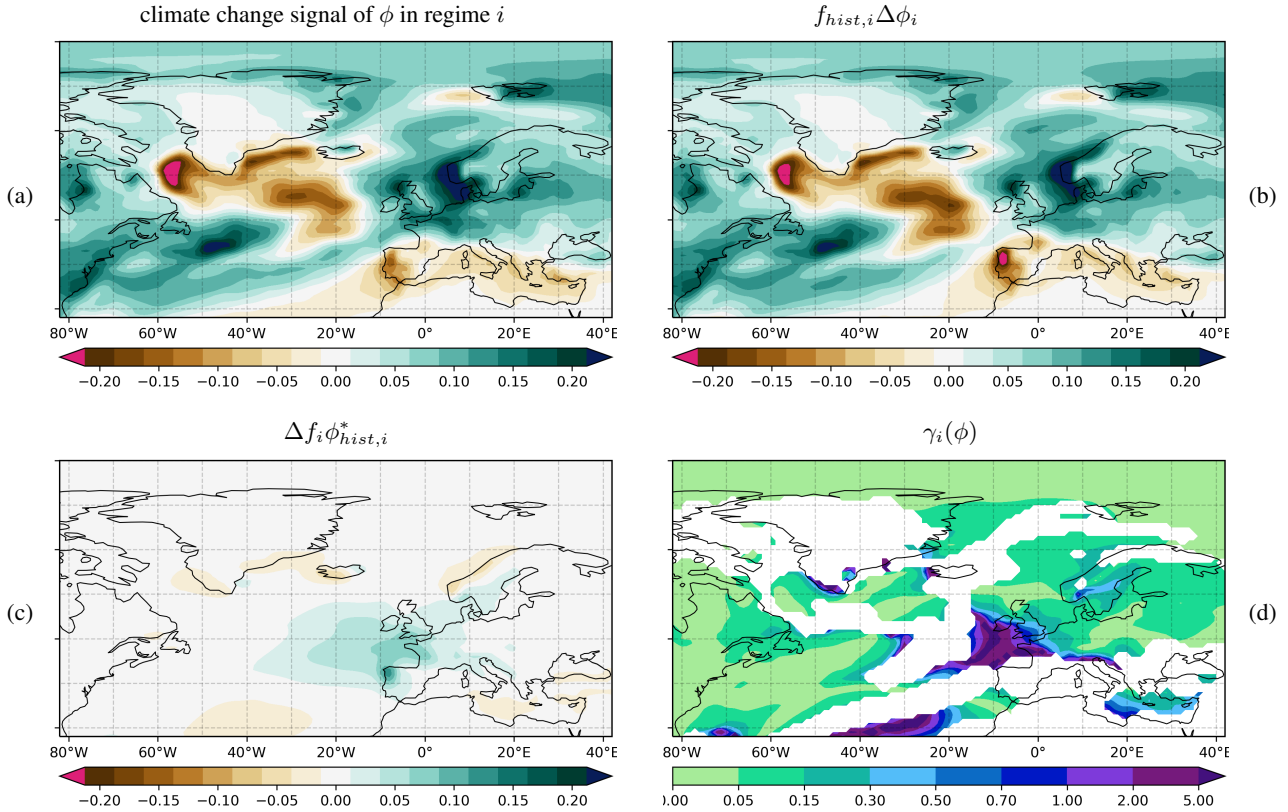 climate change signal of ϕ in regime i
f_{hist,i}Δϕ_i
(a)
(b)
80°W 60°W 40°W 20°W 0° 20°E 40°E
80°W 60°W 40°W 20°W 0° 20°E 40°E
−0.20 −0.15 −0.10 −0.05 0.00 0.05 0.10 0.15 0.20
−0.20 −0.15 −0.10 −0.05 0.00 0.05 0.10 0.15 0.20
Δf_iϕ*_{hist,i}
γ_i(ϕ)
(c)
(d)
80°W 60°W 40°W 20°W 0° 20°E 40°E
80°W 60°W 40°W 20°W 0° 20°E 40°E
−0.20 −0.15 −0.10 −0.05 0.00 0.05 0.10 0.15 0.20
0.00 0.05 0.15 0.30 0.50 0.70 1.00 2.00 5.00